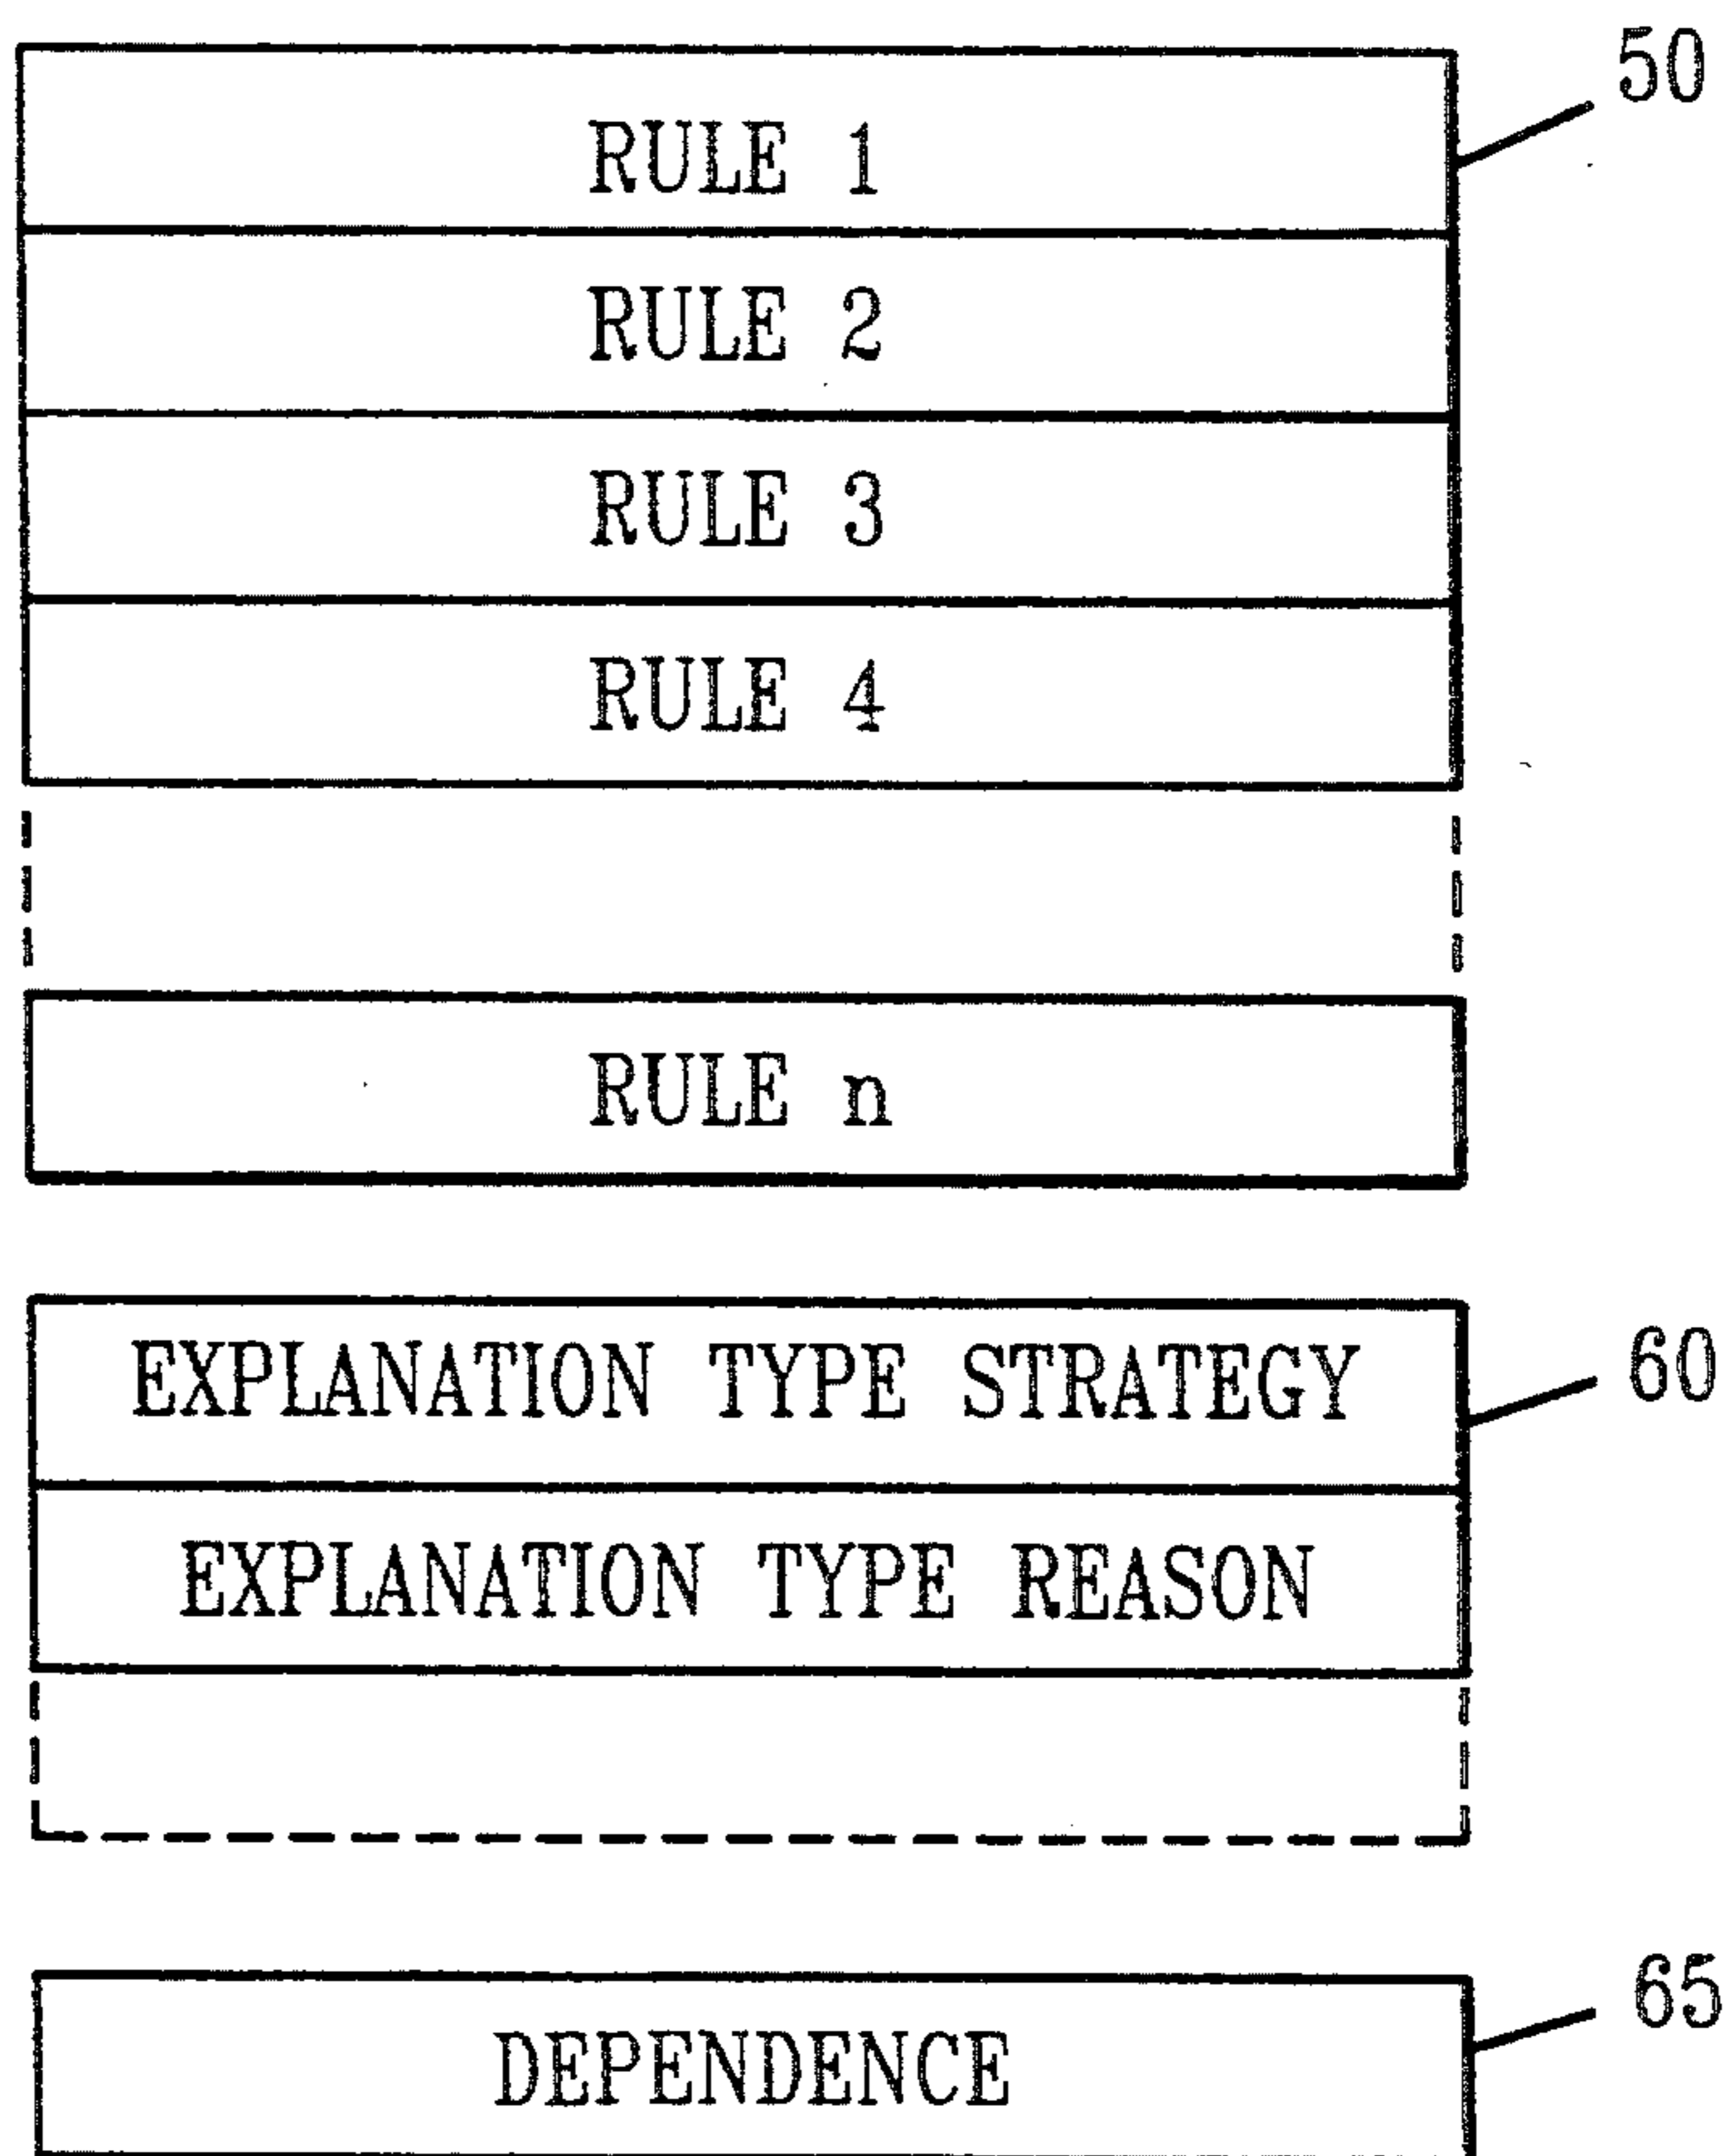 50
RULE 1
RULE 2
RULE 3
RULE 4
RULE n
EXPLANATION TYPE STRATEGY
60
EXPLANATION TYPE REASON
65
DEPENDENCE